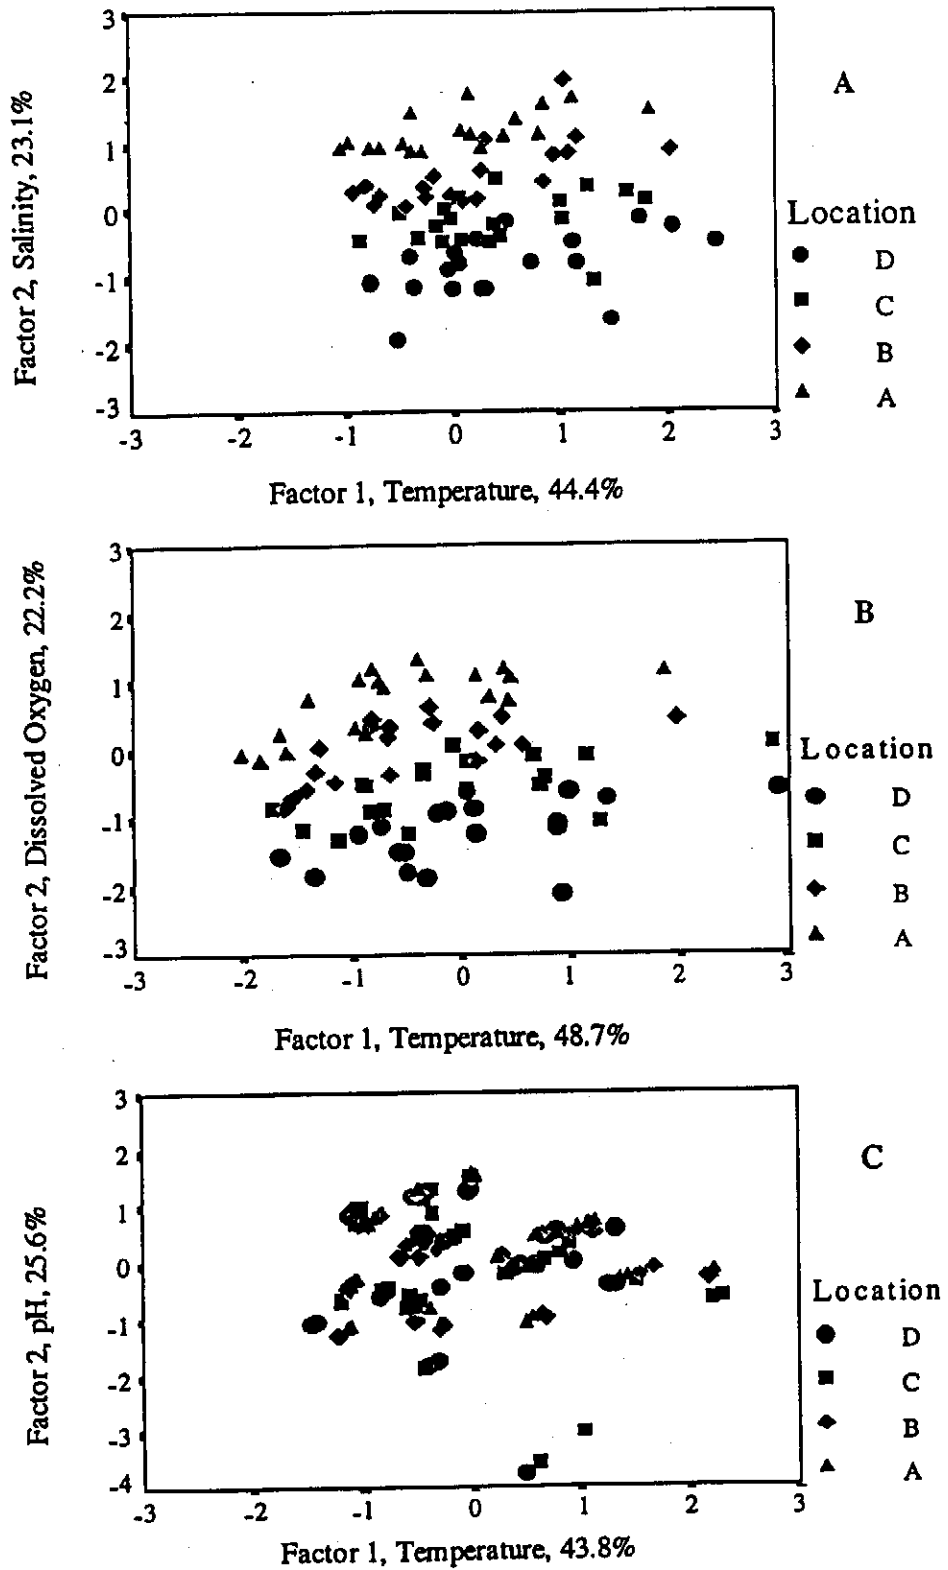 3
2
1
0
-1
-2
-3
-3 -2 -1 0 1 2 3
Factor 2, Salinity, 23.1%
Factor 1, Temperature, 44.4%
A
Location
D
C
B
A
3
2
1
0
-1
-2
-3
-3 -2 -1 0 1 2 3
Factor 2, Dissolved Oxygen, 22.2%
Factor 1, Temperature, 48.7%
B
Location
D
C
B
A
3
2
1
0
-1
-2
-3
-4
-3 -2 -1 0 1 2 3
Factor 2, pH, 25.6%
Factor 1, Temperature, 43.8%
C
Location
D
C
B
A